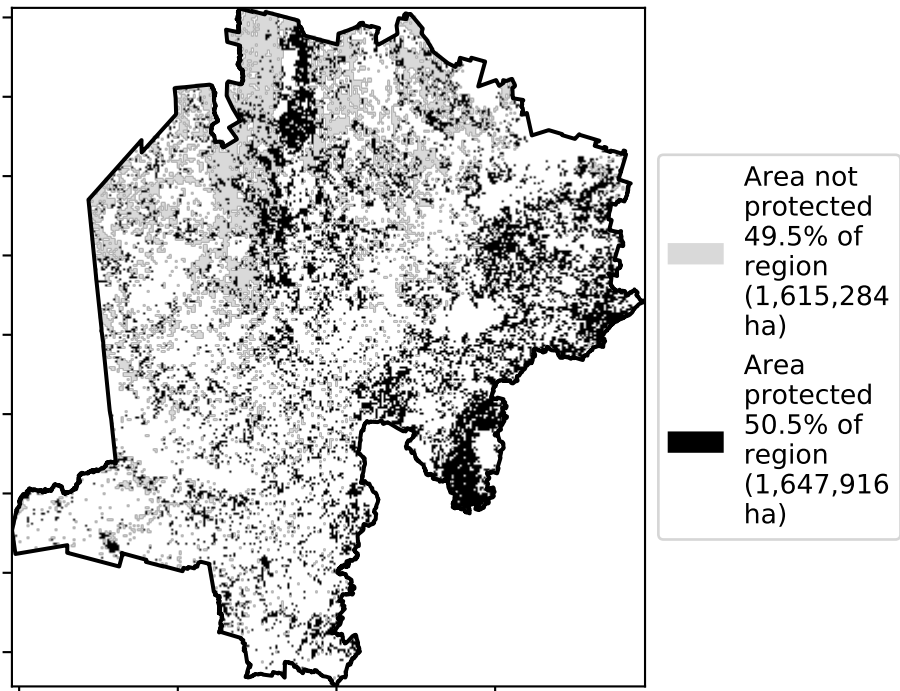 Area not
protected
49.5% of
region
(1,615,284
ha)
Area
protected
50.5% of
region
(1,647,916
ha)